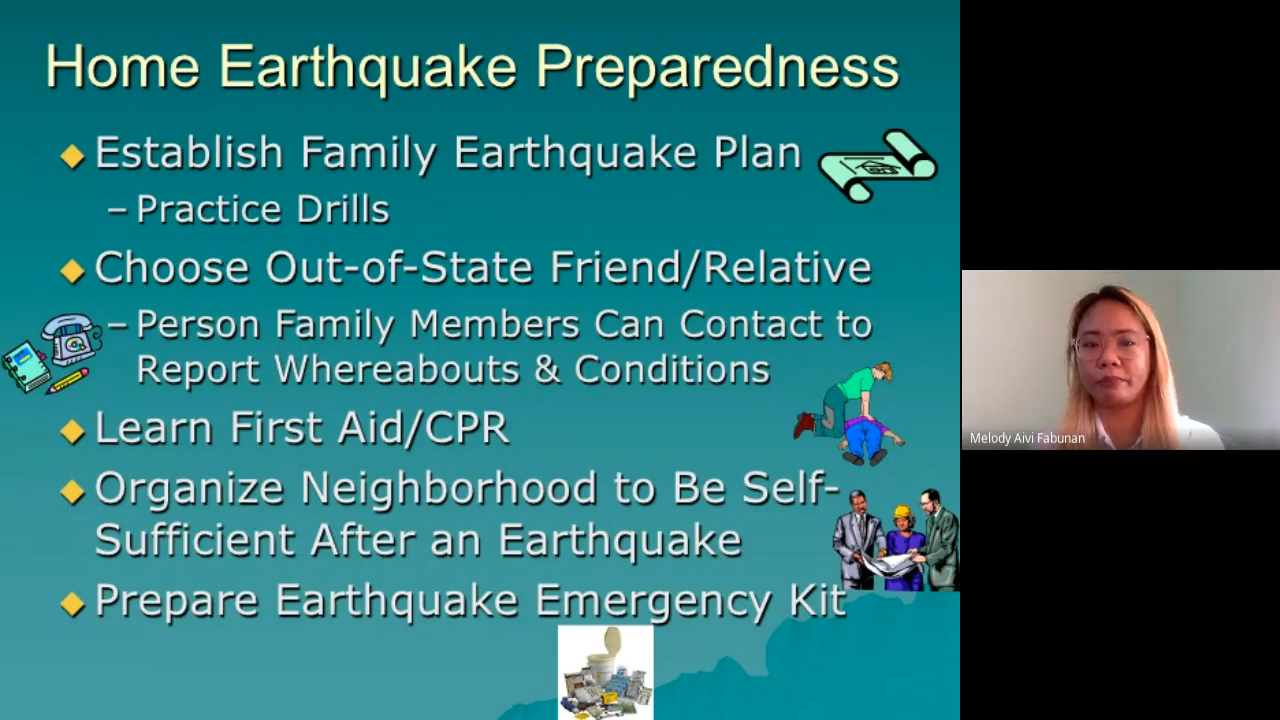 Home Earthquake Preparedness
Establish Family Earthquake Plan
– Practice Drills
Choose Out-of-State Friend/Relative
– Person Family Members Can Contact to
Report Whereabouts & Conditions
Learn First Aid/CPR
Organize Neighborhood to Be Self-
Sufficient After an Earthquake
Prepare Earthquake Emergency Kit
Melody Aivi Fabunan